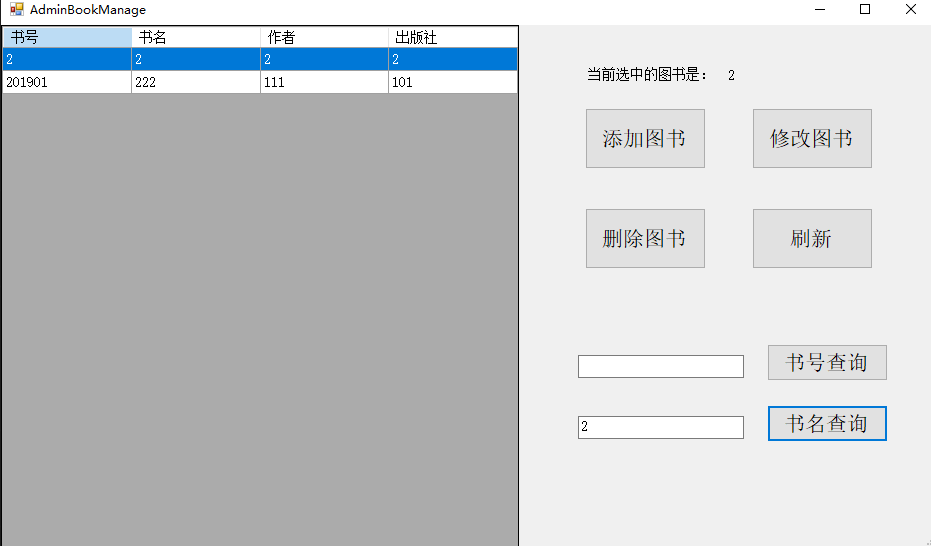 AdminBookManage
书号 书名 作者 出版社
2 2 2 2
201901 222 111 101
当前选中的图书是： 2
添加图书 修改图书
删除图书 刷新
书号查询
2 书名查询